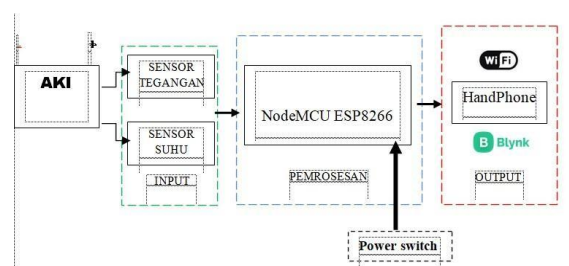 AKI
SENSOR
TEGANGAN
SENSOR
SUHU
INPUT
NodeMCU ESP8266
PEMROSESAN
Power switch
WiFi
HandPhone
B Blynk
OUTPUT